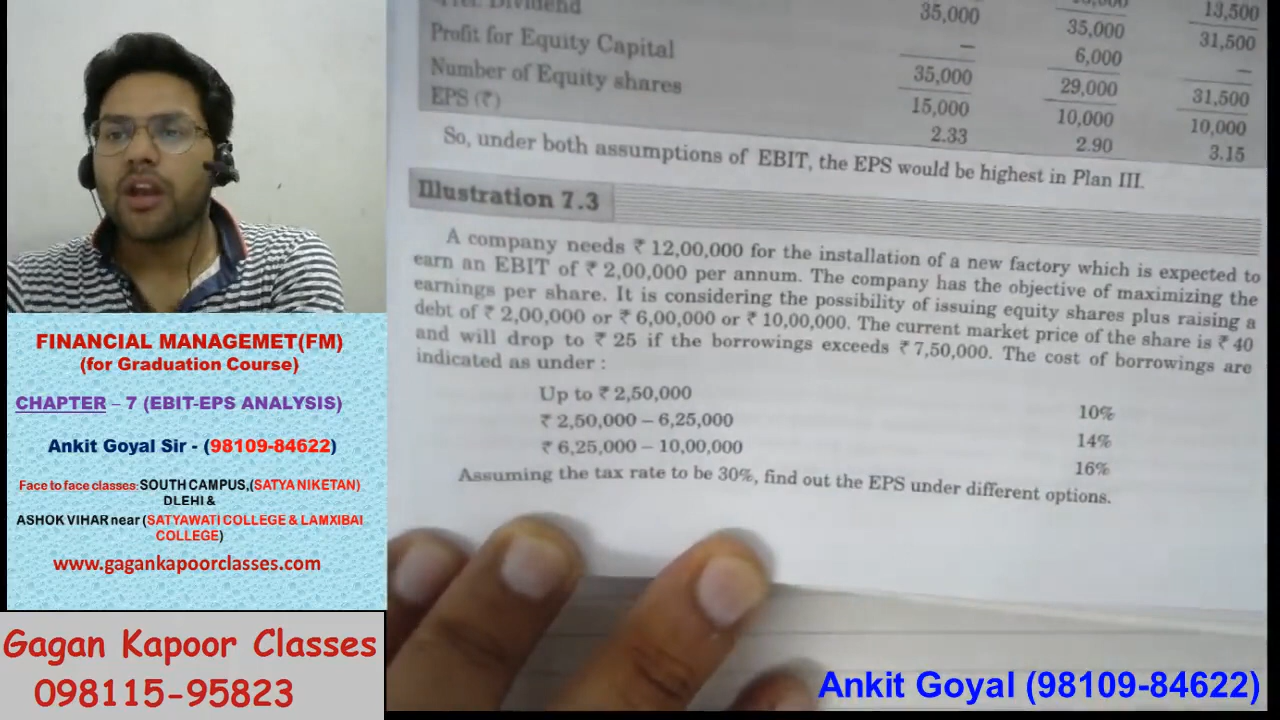 FINANCIAL MANAGEMET(FM)
(for Graduation Course)
CHAPTER – 7 (EBIT-EPS ANALYSIS)
Ankit Goyal Sir - (98109-84622)
Face to face classes: SOUTH CAMPUS,(SATYA NIKETAN)
DLEHI &
ASHOK VIHAR near (SATYAWATI COLLEGE & LAMXIBAI
COLLEGE)
www.gagankapoorclasses.com
Gagan Kapoor Classes
098115-95823
Dividend 35,000 35,000 13,500
31,500
Profit for Equity Capital — 6,000 —
Number of Equity shares 35,000 29,000 31,500
EPS (₹) 15,000 10,000 10,000
2.33 2.90 3.15
So, under both assumptions of EBIT, the EPS would be highest in Plan III.
Illustration 7.3
A company needs ₹ 12,00,000 for the installation of a new factory which is expected to
earn an EBIT of ₹ 2,00,000 per annum. The company has the objective of maximizing the
earnings per share. It is considering the possibility of issuing equity shares plus raising a
debt of ₹ 2,00,000 or ₹ 6,00,000 or ₹ 10,00,000. The current market price of the share is ₹ 40
and will drop to ₹ 25 if the borrowings exceeds ₹ 7,50,000. The cost of borrowings are
indicated as under :
Up to ₹ 2,50,000 10%
₹ 2,50,000 – 6,25,000 14%
₹ 6,25,000 – 10,00,000 16%
Assuming the tax rate to be 30%, find out the EPS under different options.
Ankit Goyal (98109-84622)